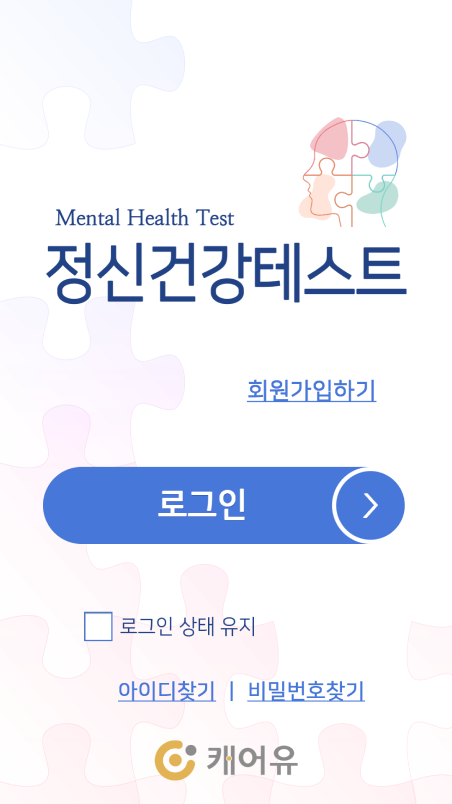 Mental Health Test
정신건강테스트
회원가입하기
로그인
로그인 상태 유지
아이디찾기 | 비밀번호찾기
캐어유